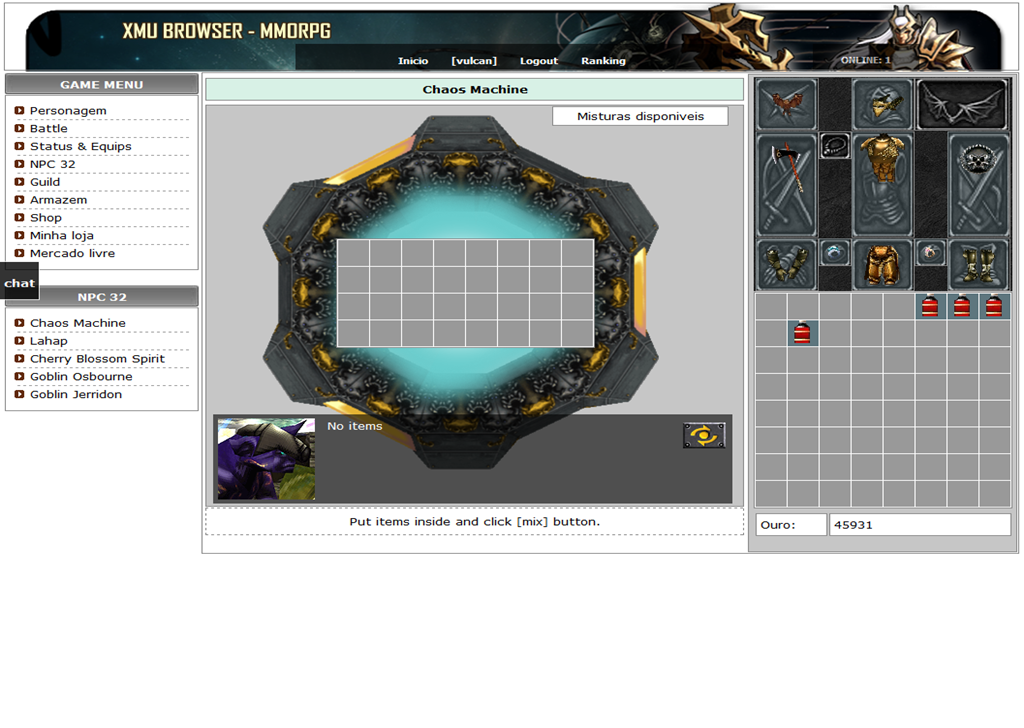 XMU BROWSER - MMORPG
Inicio [vulcan] Logout Ranking
ONLINE: 1
GAME MENU
Personagem
Battle
Status & Equips
NPC 32
Guild
Armazem
Shop
Minha loja
Mercado livre
chat
NPC 32
Chaos Machine
Lahap
Cherry Blossom Spirit
Goblin Osbourne
Goblin Jerridon
Chaos Machine
Misturas disponiveis
No items
Put items inside and click [mix] button.
Ouro: 45931